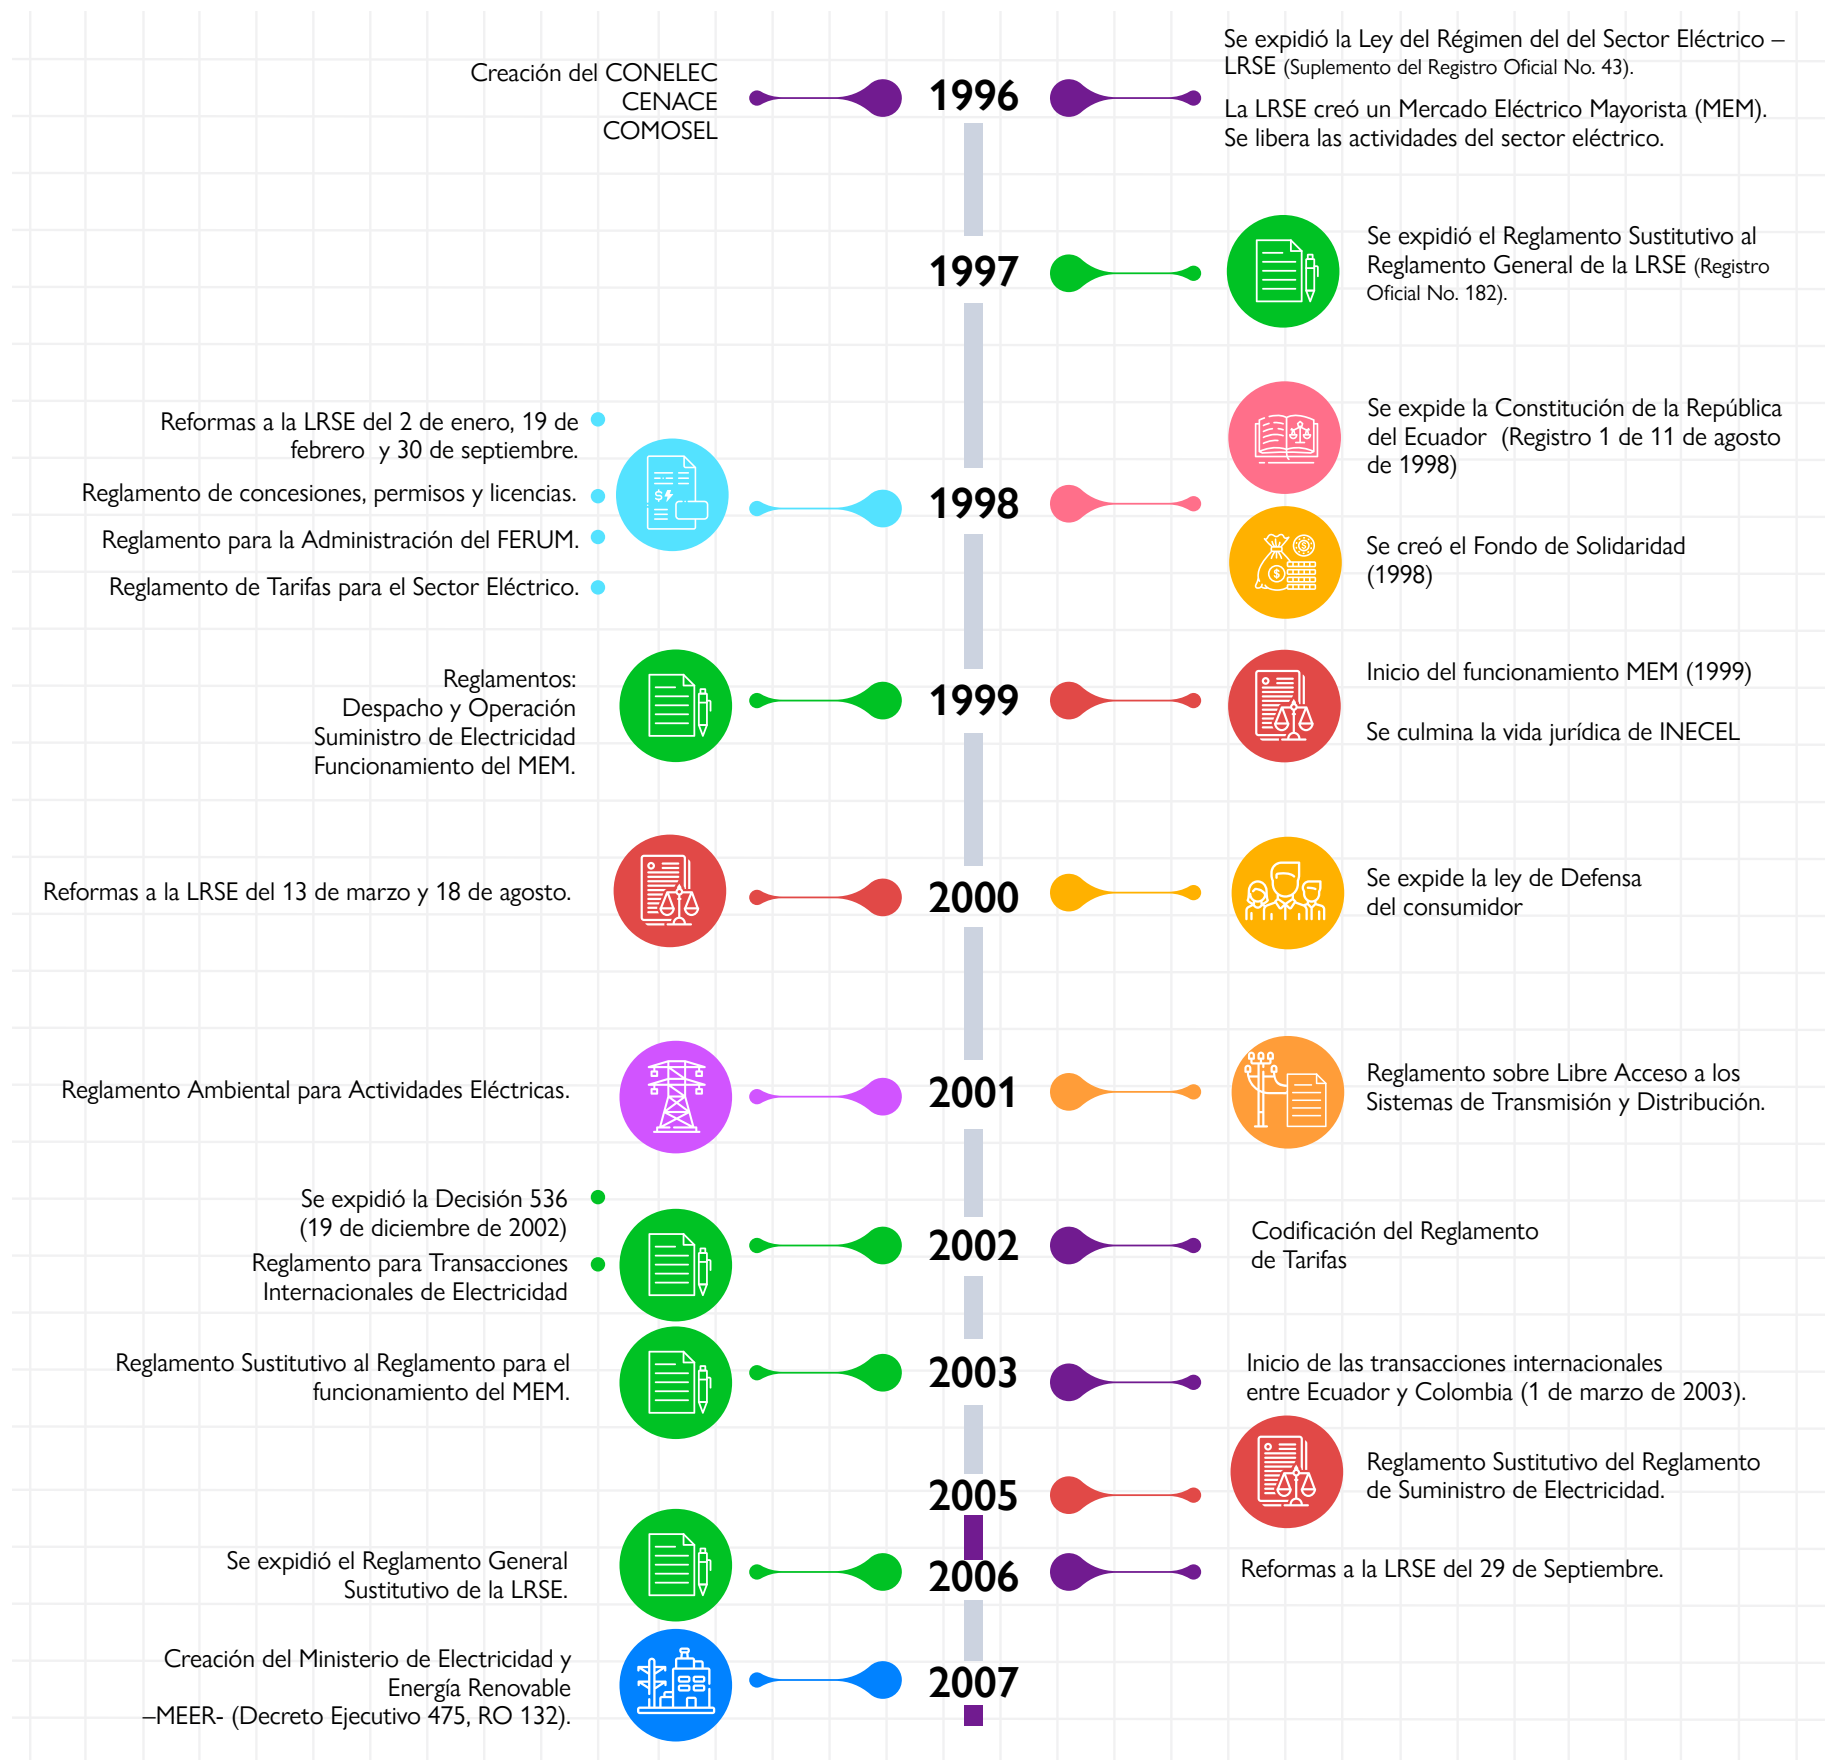 Creación del CONELEC
CENACE
COMOSEL
1996
Se expidió la Ley del Régimen del del Sector Eléctrico –
LRSE (Suplemento del Registro Oficial No. 43).
La LRSE creó un Mercado Eléctrico Mayorista (MEM).
Se libera las actividades del sector eléctrico.
1997
Se expidió el Reglamento Sustitutivo al
Reglamento General de la LRSE (Registro
Oficial No. 182).
Reformas a la LRSE del 2 de enero, 19 de
febrero y 30 de septiembre.
Reglamento de concesiones, permisos y licencias.
Reglamento para la Administración del FERUM.
Reglamento de Tarifas para el Sector Eléctrico.
1998
Se expide la Constitución de la República
del Ecuador (Registro 1 de 11 de agosto
de 1998)
Se creó el Fondo de Solidaridad
(1998)
Reglamentos:
Despacho y Operación
Suministro de Electricidad
Funcionamiento del MEM.
1999
Inicio del funcionamiento MEM (1999)
Se culmina la vida jurídica de INECEL
Reformas a la LRSE del 13 de marzo y 18 de agosto.
2000
Se expide la ley de Defensa
del consumidor
Reglamento Ambiental para Actividades Eléctricas.
2001
Reglamento sobre Libre Acceso a los
Sistemas de Transmisión y Distribución.
Se expidió la Decisión 536
(19 de diciembre de 2002)
Reglamento para Transacciones
Internacionales de Electricidad
2002
Codificación del Reglamento
de Tarifas
Reglamento Sustitutivo al Reglamento para el
funcionamiento del MEM.
2003
Inicio de las transacciones internacionales
entre Ecuador y Colombia (1 de marzo de 2003).
2005
Reglamento Sustitutivo del Reglamento
de Suministro de Electricidad.
Se expidió el Reglamento General
Sustitutivo de la LRSE.
2006
Reformas a la LRSE del 29 de Septiembre.
Creación del Ministerio de Electricidad y
Energía Renovable
–MEER- (Decreto Ejecutivo 475, RO 132).
2007